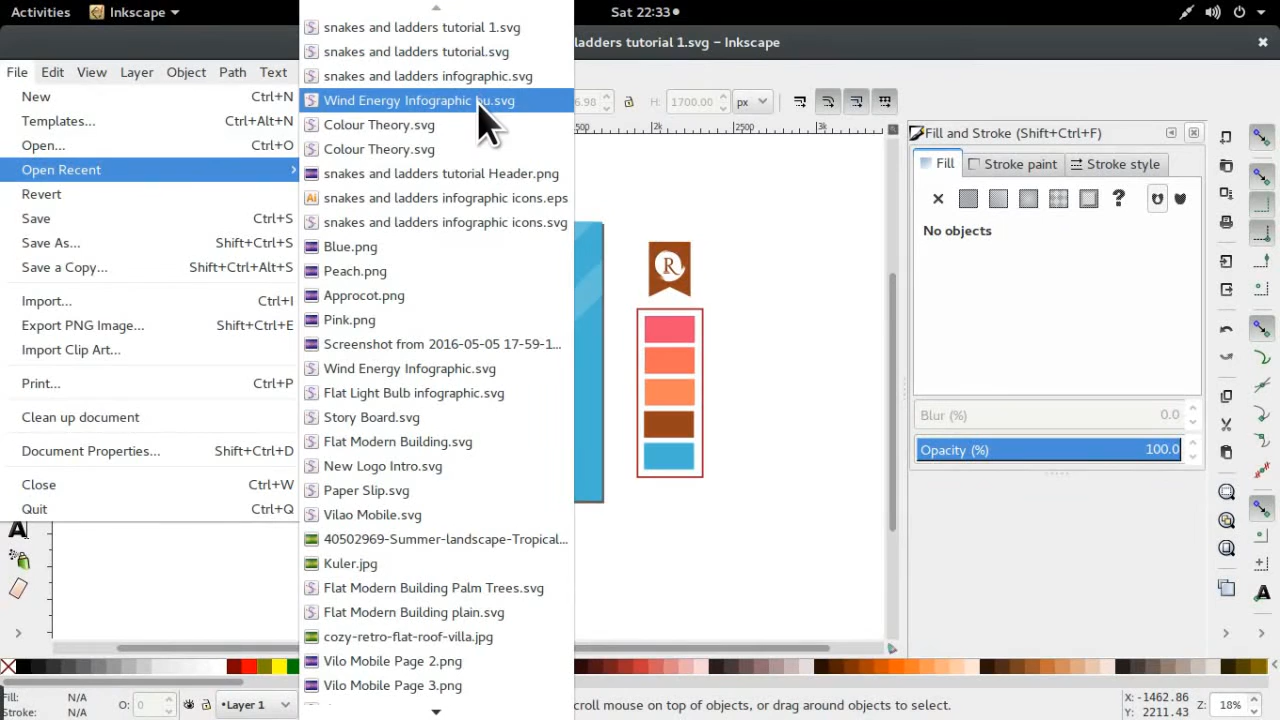 Activities Inkscape Sat 22:33
ladders tutorial 1.svg – Inkscape
File Edit View Layer Object Path Text
New Ctrl+N
Templates... Ctrl+Alt+N
Open... Ctrl+O
Open Recent
Revert
Save Ctrl+S
Save As... Shift+Ctrl+S
Save a Copy... Shift+Ctrl+Alt+S
Import... Ctrl+I
Export PNG Image... Shift+Ctrl+E
Import Clip Art...
Print... Ctrl+P
Clean up document
Document Properties... Shift+Ctrl+D
Close Ctrl+W
Quit Ctrl+Q
snakes and ladders tutorial 1.svg
snakes and ladders tutorial.svg
snakes and ladders infographic.svg
Wind Energy Infographic bu.svg
Colour Theory.svg
Colour Theory.svg
snakes and ladders tutorial Header.png
Ai snakes and ladders infographic icons.eps
snakes and ladders infographic icons.svg
Blue.png
Peach.png
Approcot.png
Pink.png
Screenshot from 2016-05-05 17-59-1...
Wind Energy Infographic.svg
Flat Light Bulb infographic.svg
Story Board.svg
Flat Modern Building.svg
New Logo Intro.svg
Paper Slip.svg
Vilao Mobile.svg
40502969-Summer-landscape-Tropical...
Kuler.jpg
Flat Modern Building Palm Trees.svg
Flat Modern Building plain.svg
cozy-retro-flat-roof-villa.jpg
Vilo Mobile Page 2.png
Vilo Mobile Page 3.png
6.98 H: 1700.00 px
500 2k 2500 3k
R
Fill and Stroke (Shift+Ctrl+F)
Fill Stroke paint Stroke style
?
No objects
Blur (%) 0.0
Opacity (%) 100.0
A
A
Fill: N/A O: Layer 1
Stroke: N/A
croll mouse on top of scrollbars, or drag around objects to select.
X: -1462.86
Y: 2211.43
Z: 18%